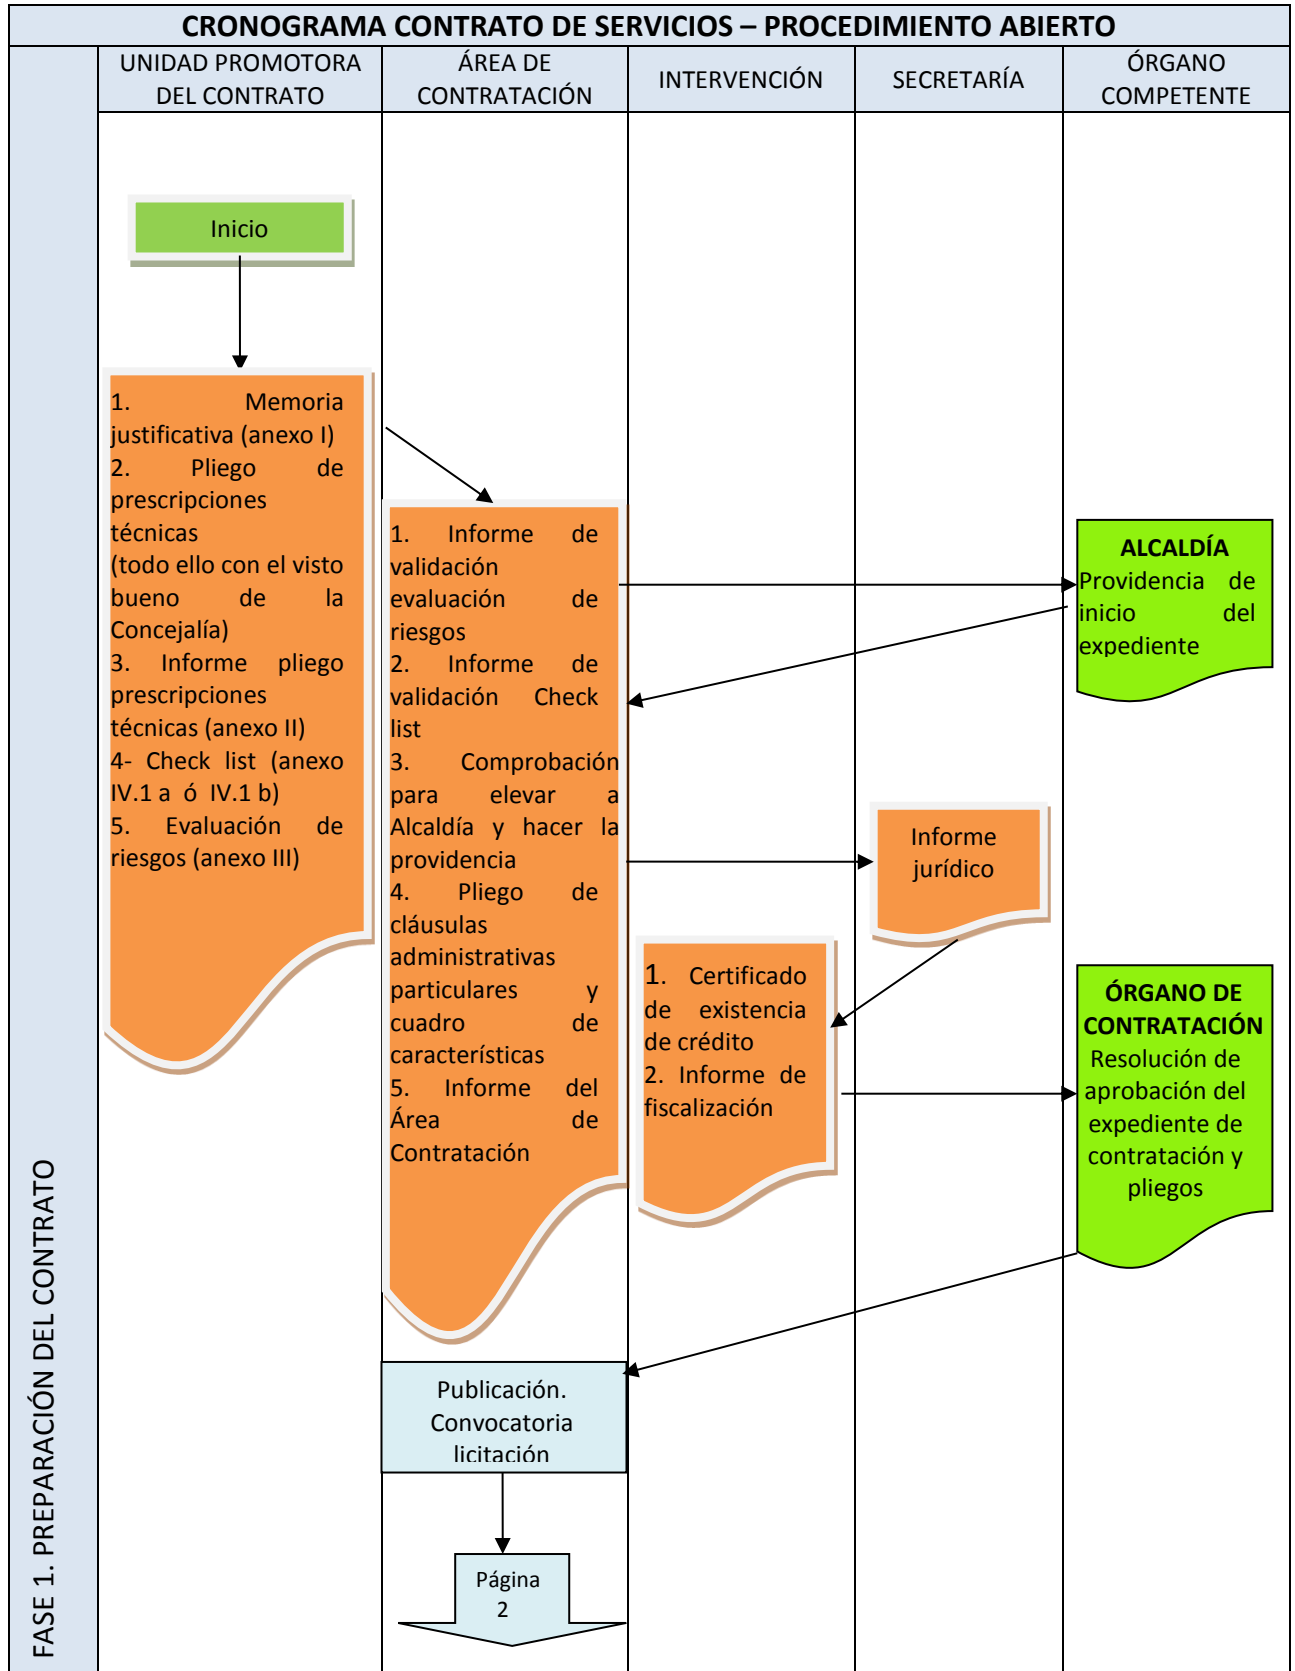 CRONOGRAMA CONTRATO DE SERVICIOS – PROCEDIMIENTO ABIERTO
UNIDAD PROMOTORA
DEL CONTRATO
ÁREA DE
CONTRATACIÓN
INTERVENCIÓN
SECRETARÍA
ÓRGANO
COMPETENTE
FASE 1. PREPARACIÓN DEL CONTRATO
Inicio
1. Memoria
justificativa (anexo I)
2. Pliego de
prescripciones
técnicas
(todo ello con el visto
bueno de la
Concejalía)
3. Informe pliego
prescripciones
técnicas (anexo II)
4- Check list (anexo
IV.1 a ó IV.1 b)
5. Evaluación de
riesgos (anexo III)
1. Informe de
validación
evaluación de
riesgos
2. Informe de
validación Check
list
3. Comprobación
para elevar a
Alcaldía y hacer la
providencia
4. Pliego de
cláusulas
administrativas
particulares y
cuadro de
características
5. Informe del
Área de
Contratación
ALCALDÍA
Providencia de
inicio del
expediente
Informe
jurídico
1. Certificado
de existencia
de crédito
2. Informe de
fiscalización
ÓRGANO DE
CONTRATACIÓN
Resolución de
aprobación del
expediente de
contratación y
pliegos
Publicación.
Convocatoria
licitación
Página
2